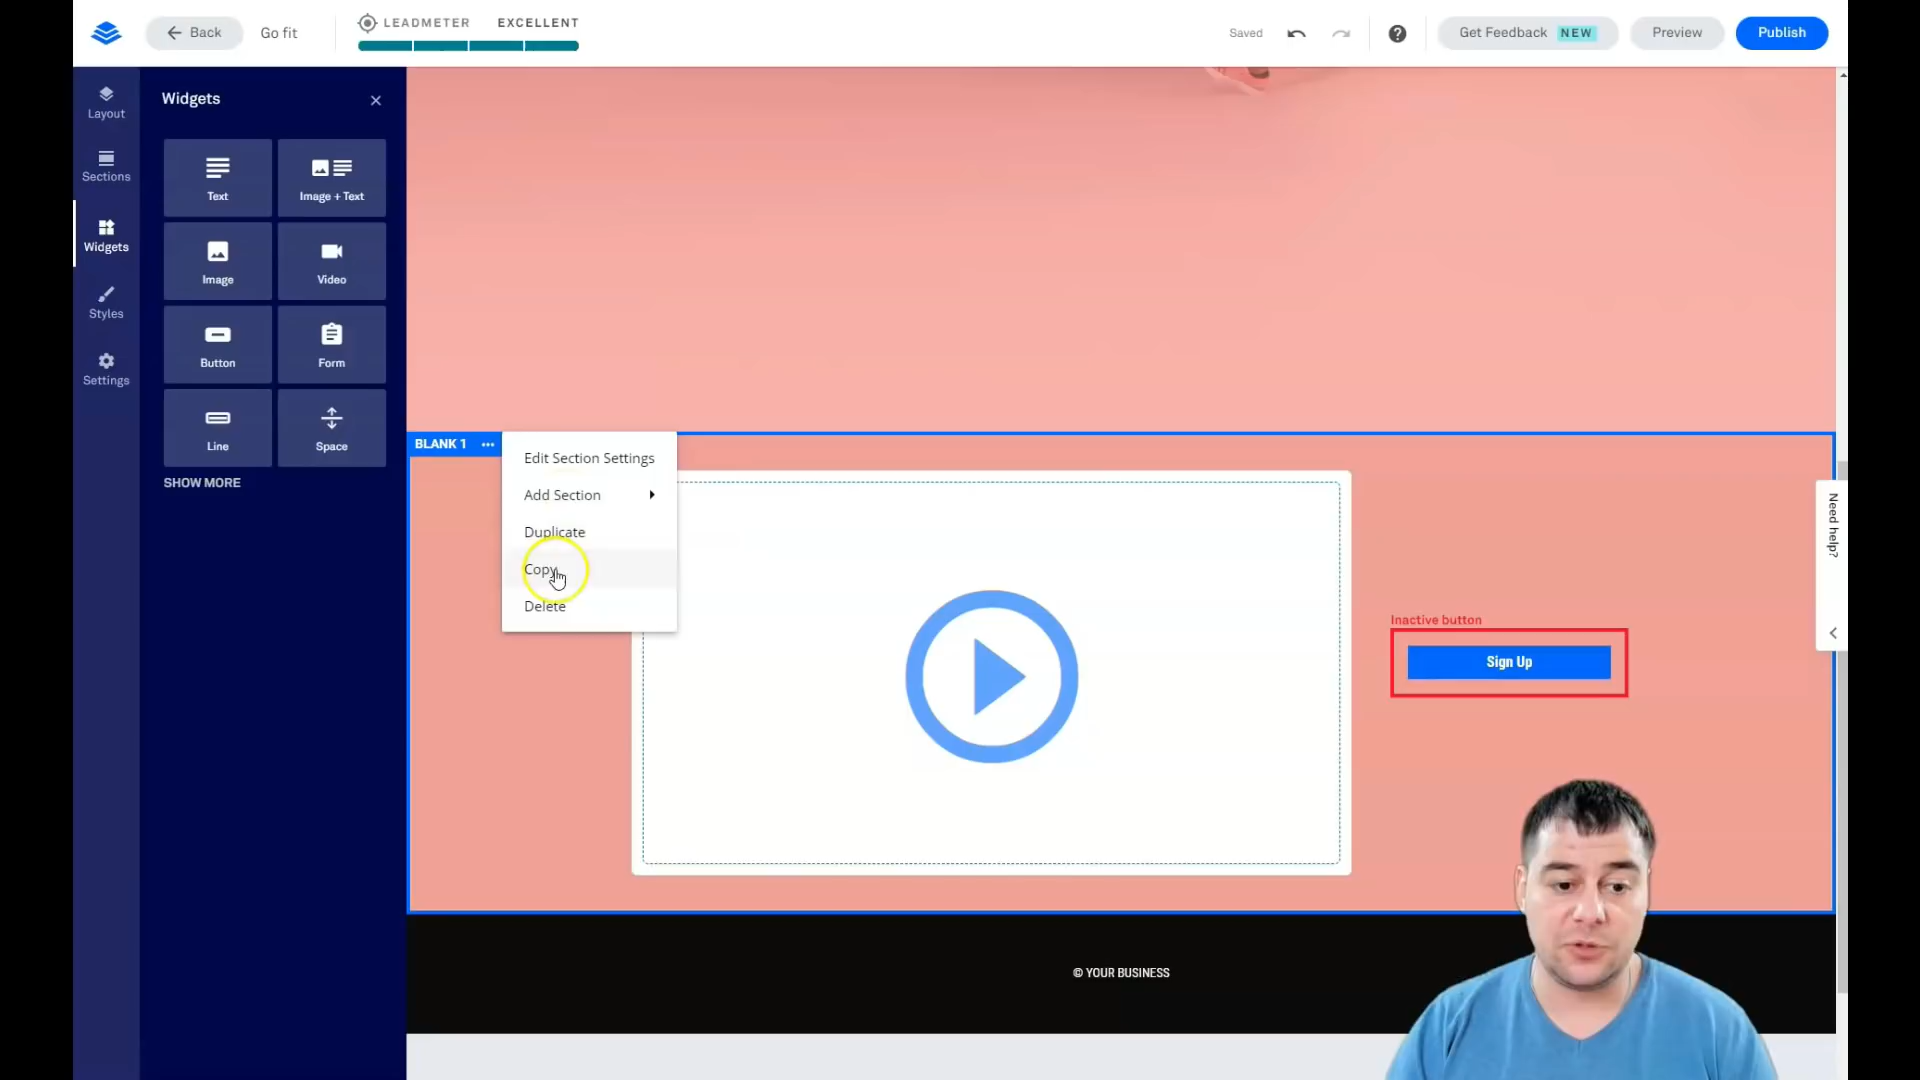 Back
Go fit
LEADMETER EXCELLENT
Saved
Get Feedback NEW
Preview
Publish
Layout
Sections
Widgets
Styles
Settings
Widgets
Text
Image + Text
Image
Video
Button
Form
Line
Space
SHOW MORE
BLANK 1
Edit Section Settings
Add Section
Duplicate
Copy
Delete
Inactive button
Sign Up
Need help?
© YOUR BUSINESS